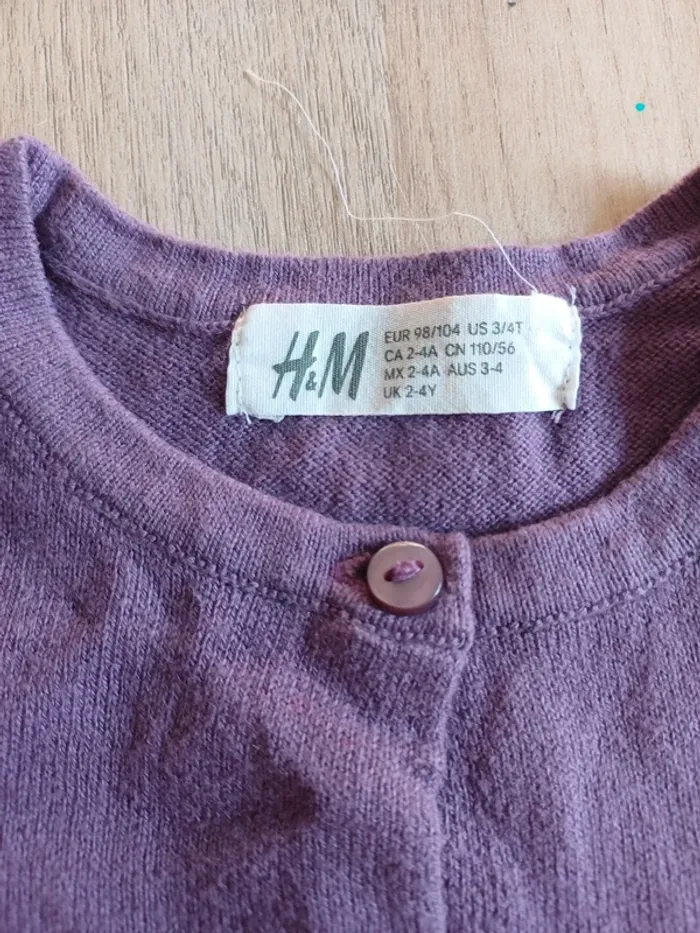 H&M
EUR 98/104 US 3/4T
CA 2-4A CN 110/56
MX 2-4A AUS 3-4
UK 2-4Y